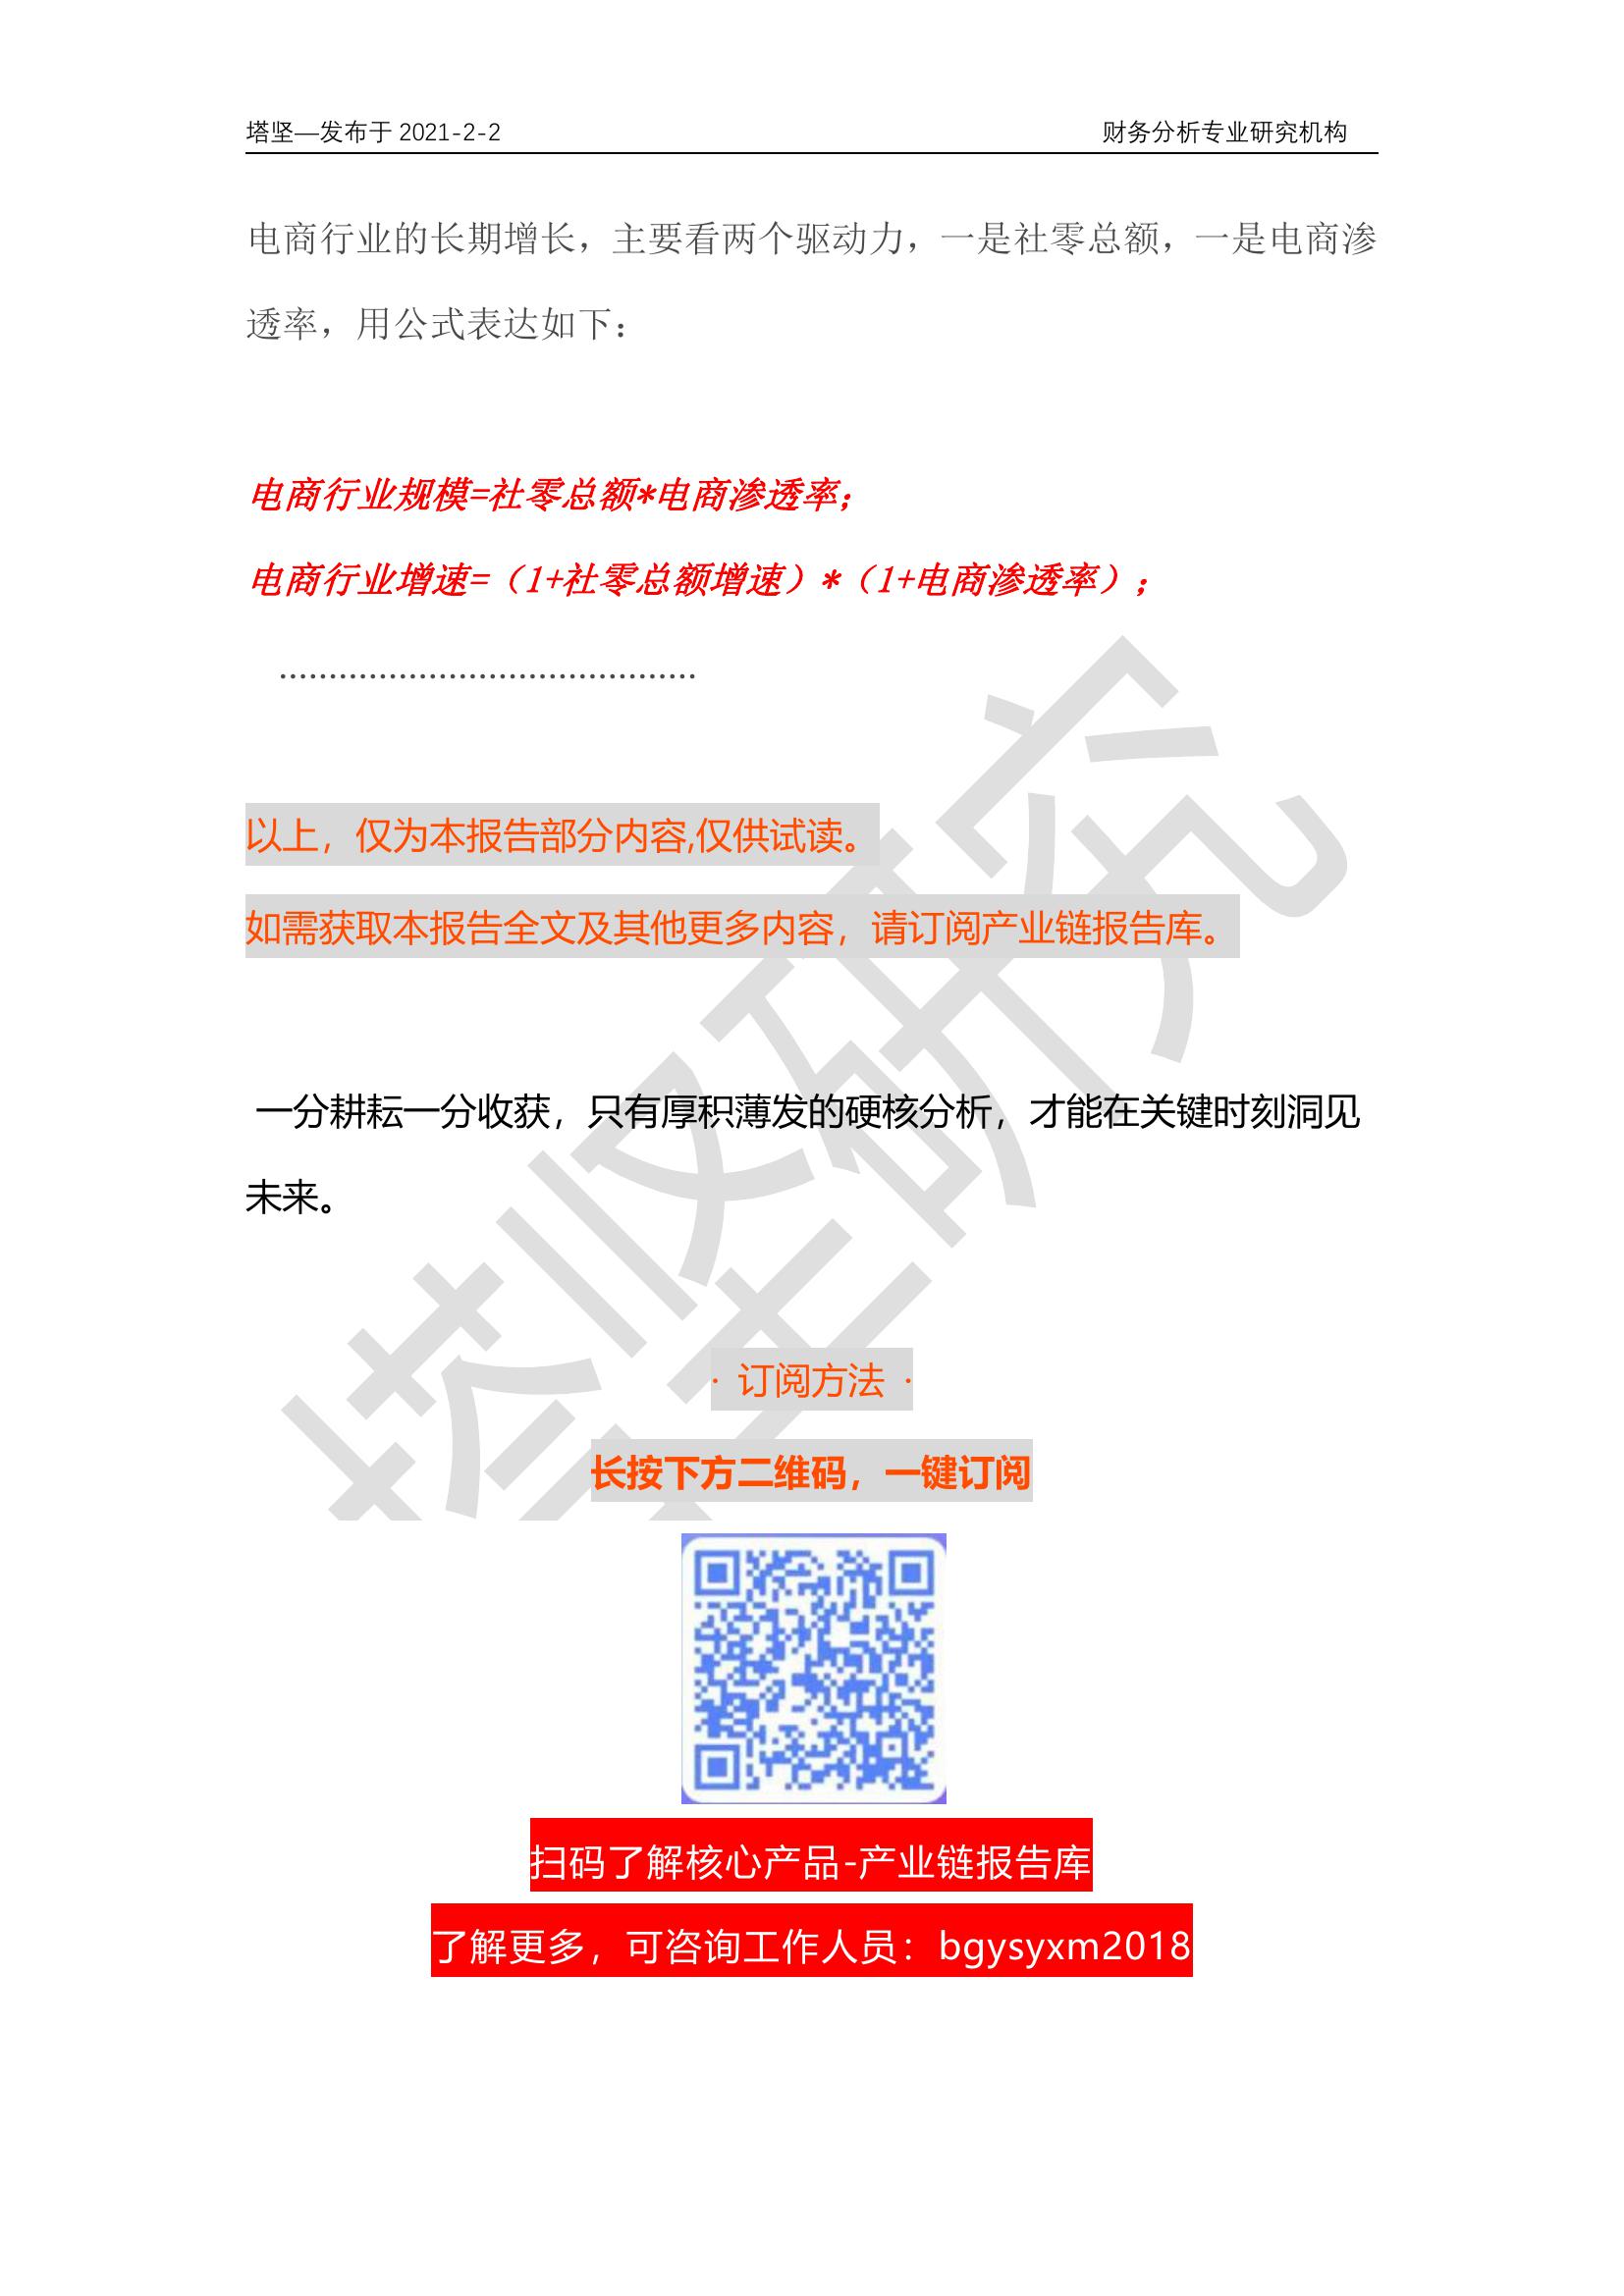 塔坚—发布于 2021-2-2
财务分析专业研究机构
电商行业的长期增长，主要看两个驱动力，一是社零总额，一是电商渗
透率，用公式表达如下：
电商行业规模=社零总额*电商渗透率；
电商行业增速=（1+社零总额增速）*（1+电商渗透率）；
……………………………………
以上，仅为本报告部分内容,仅供试读。
如需获取本报告全文及其他更多内容，请订阅产业链报告库。
一分耕耘一分收获，只有厚积薄发的硬核分析，才能在关键时刻洞见
未来。
· 订阅方法 ·
长按下方二维码，一键订阅
扫码了解核心产品-产业链报告库
了解更多，可咨询工作人员：bgysyxm2018
塔坚研究